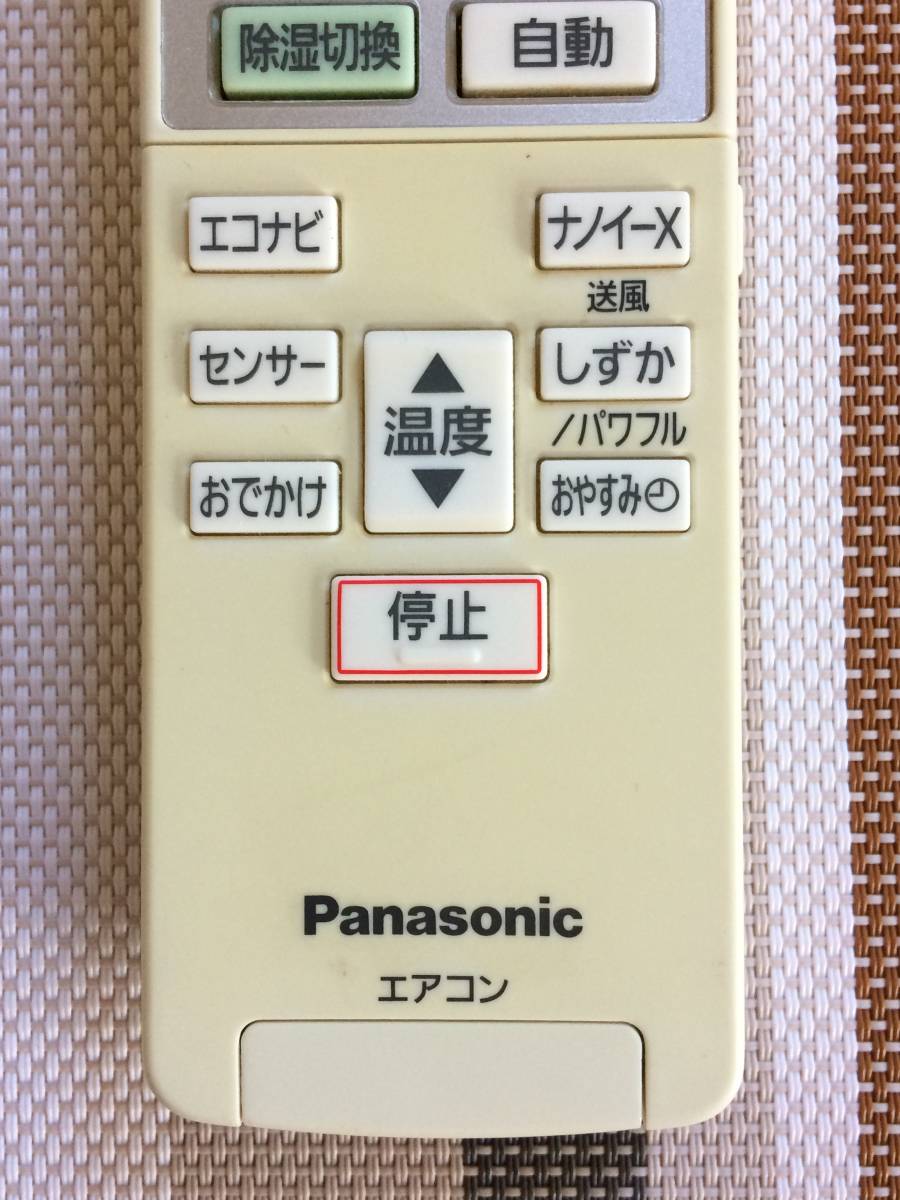 除湿切換 自動
エコナビ ナノイーX
送風
センサー ▲ しずか
温度 /パワフル
おでかけ ▼ おやすみ
停止
Panasonic
エアコン